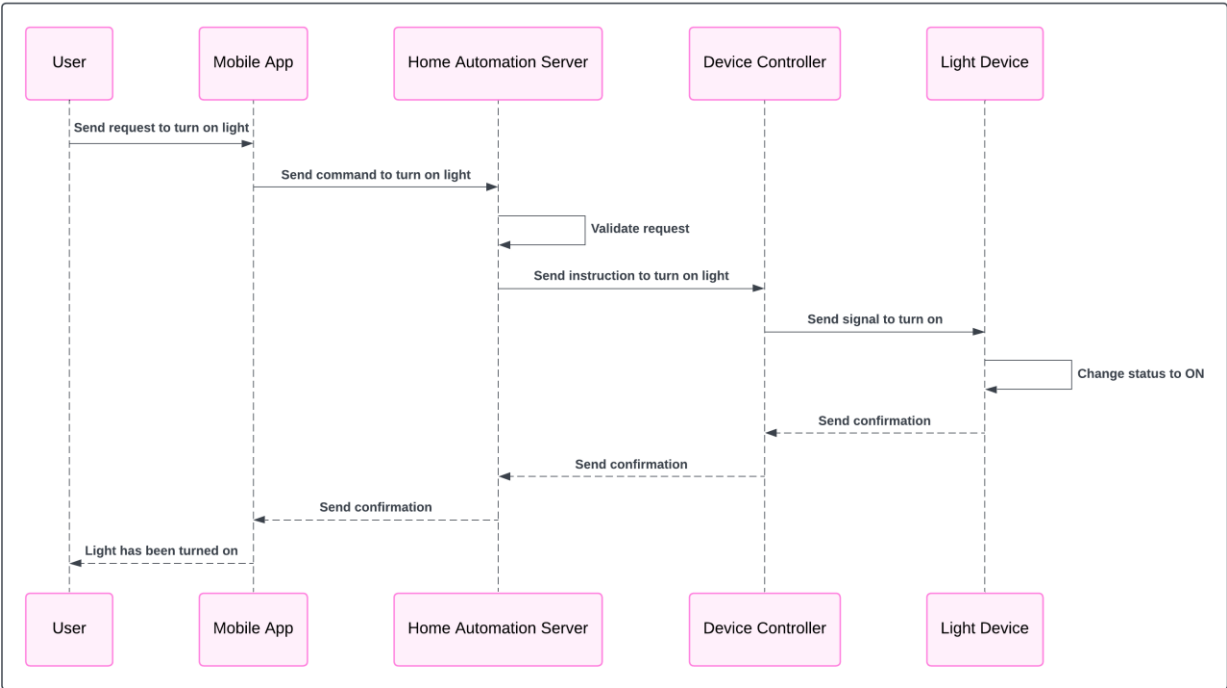 User
Mobile App
Home Automation Server
Device Controller
Light Device
Send request to turn on light
Send command to turn on light
Validate request
Send instruction to turn on light
Send signal to turn on
Change status to ON
Send confirmation
Send confirmation
Send confirmation
Light has been turned on
User
Mobile App
Home Automation Server
Device Controller
Light Device